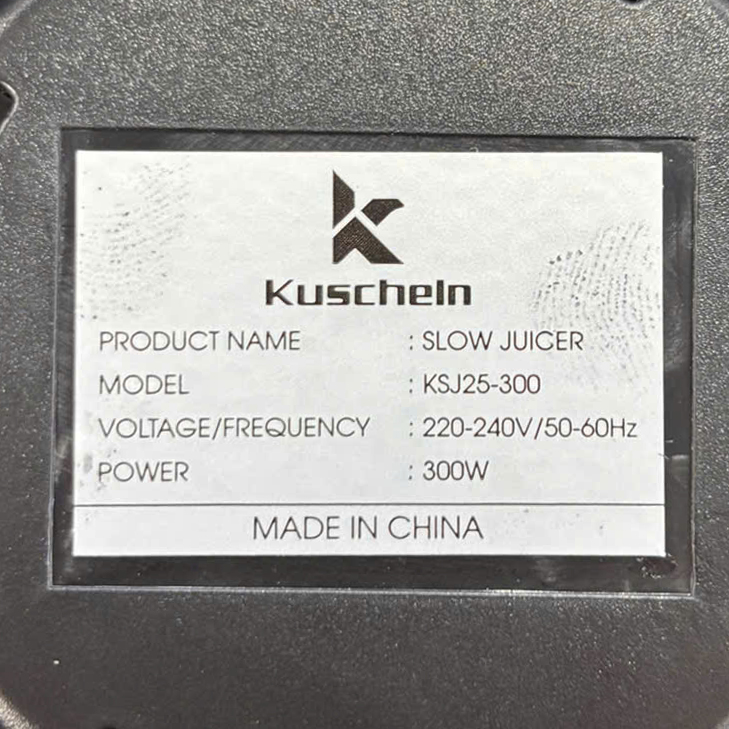 Kuscheln
PRODUCT NAME : SLOW JUICER
MODEL : KSJ25-300
VOLTAGE/FREQUENCY : 220-240V/50-60Hz
POWER : 300W
MADE IN CHINA